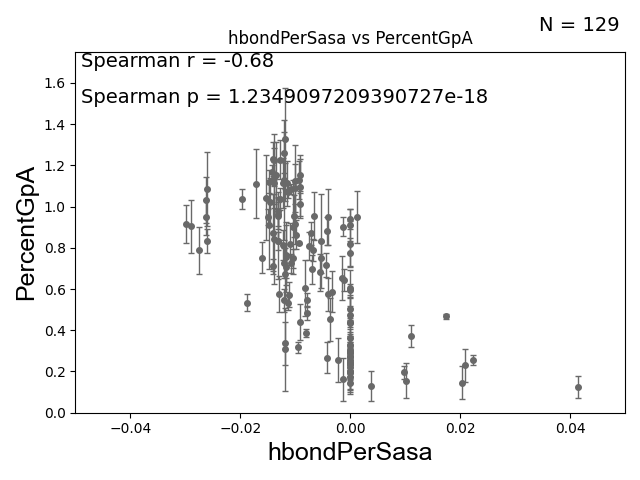 N = 129
hbondPerSasa vs PercentGpA
Spearman r = -0.68
Spearman p = 1.2349097209390727e-18
PercentGpA
1.6
1.4
1.2
1.0
0.8
0.6
0.4
0.2
0.0
−0.04 −0.02 0.00 0.02 0.04
hbondPerSasa